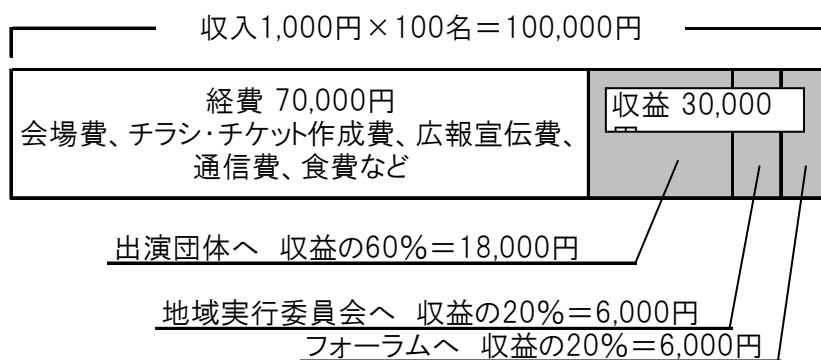 収入1,000円×100名＝100,000円
経費 70,000円
会場費、チラシ・チケット作成費、広報宣伝費、
通信費、食費など
収益 30,000
出演団体へ 収益の60%＝18,000円
地域実行委員会へ 収益の20%＝6,000円
フォーラムへ 収益の20%＝6,000円